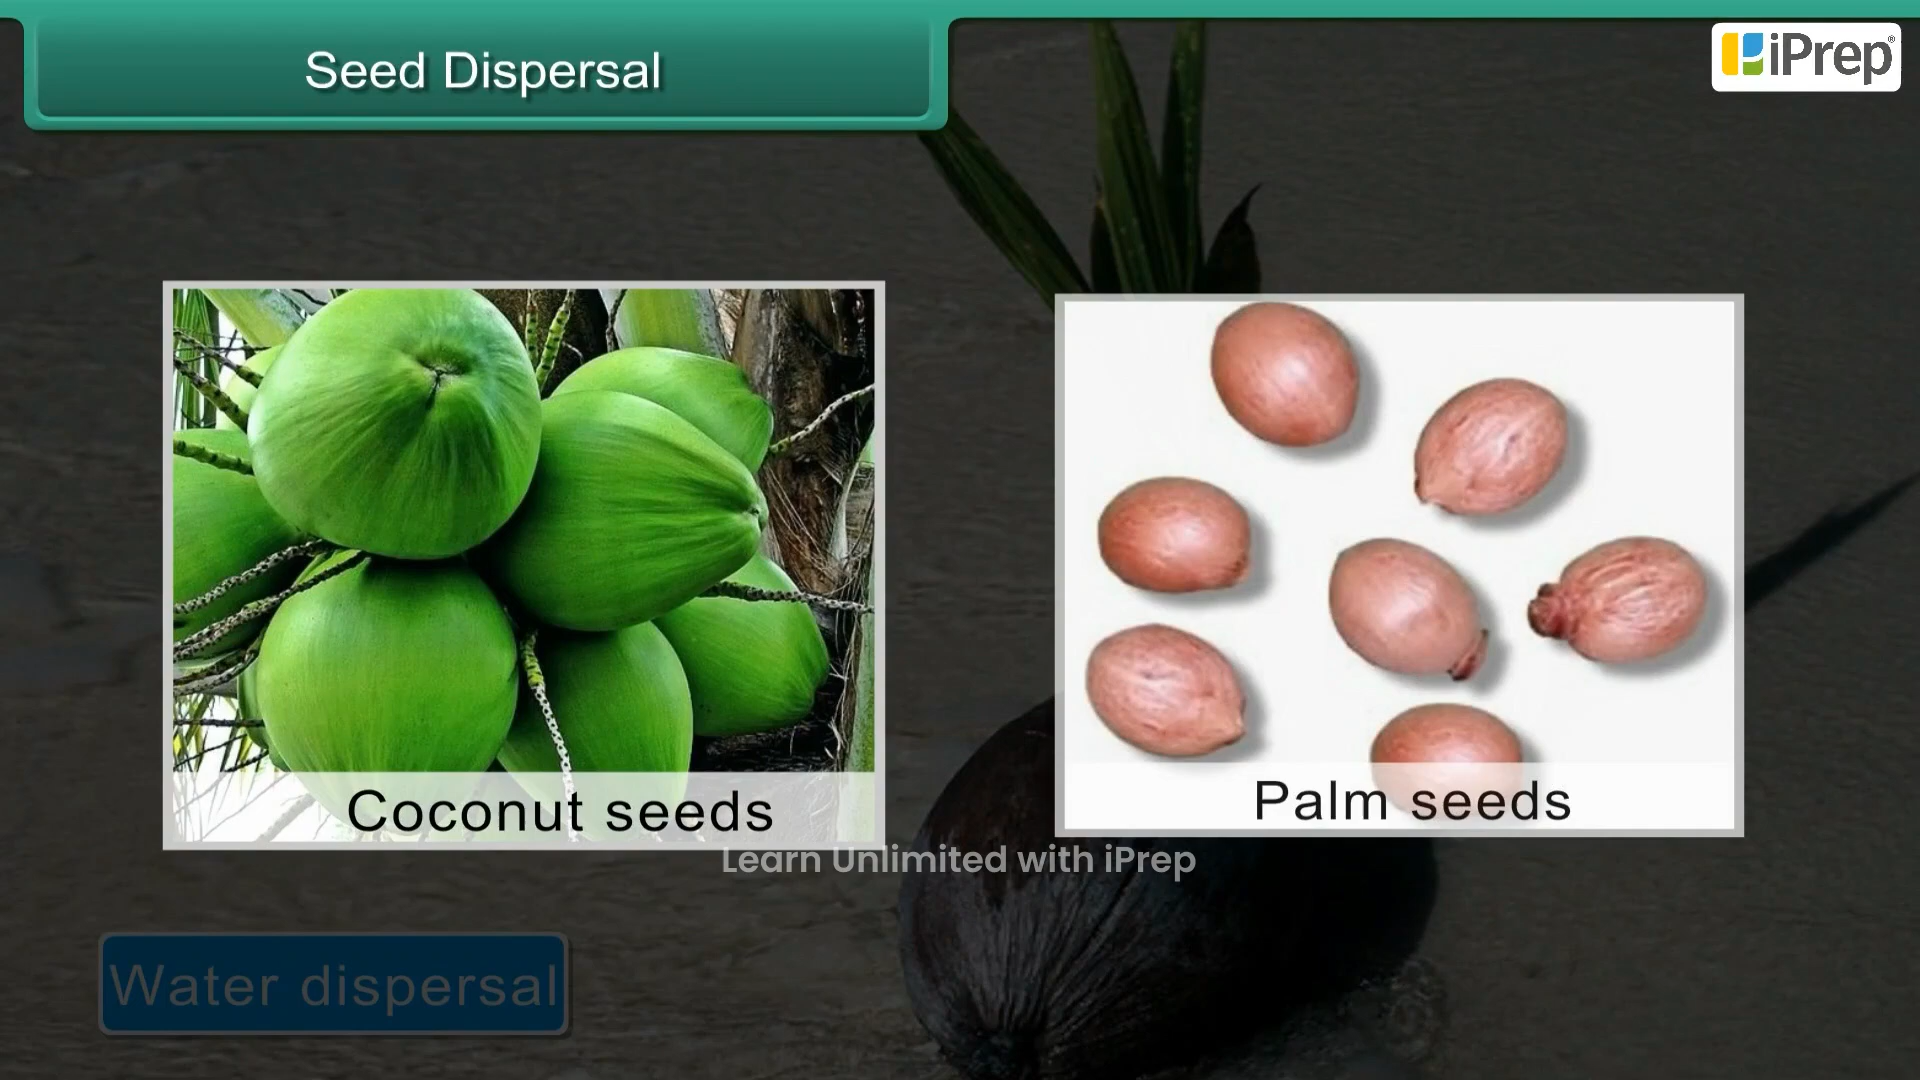 Seed Dispersal
iPrep®
Coconut seeds
Palm seeds
Learn Unlimited with iPrep
Water dispersal